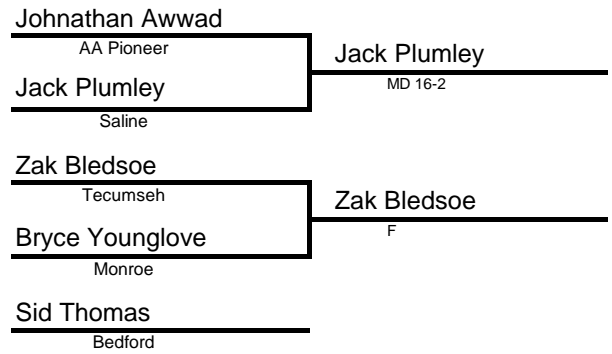 Johnathan Awwad
AA Pioneer
Jack Plumley
Saline
Jack Plumley
MD 16-2
Zak Bledsoe
Tecumseh
Bryce Younglove
Monroe
Zak Bledsoe
F
Sid Thomas
Bedford